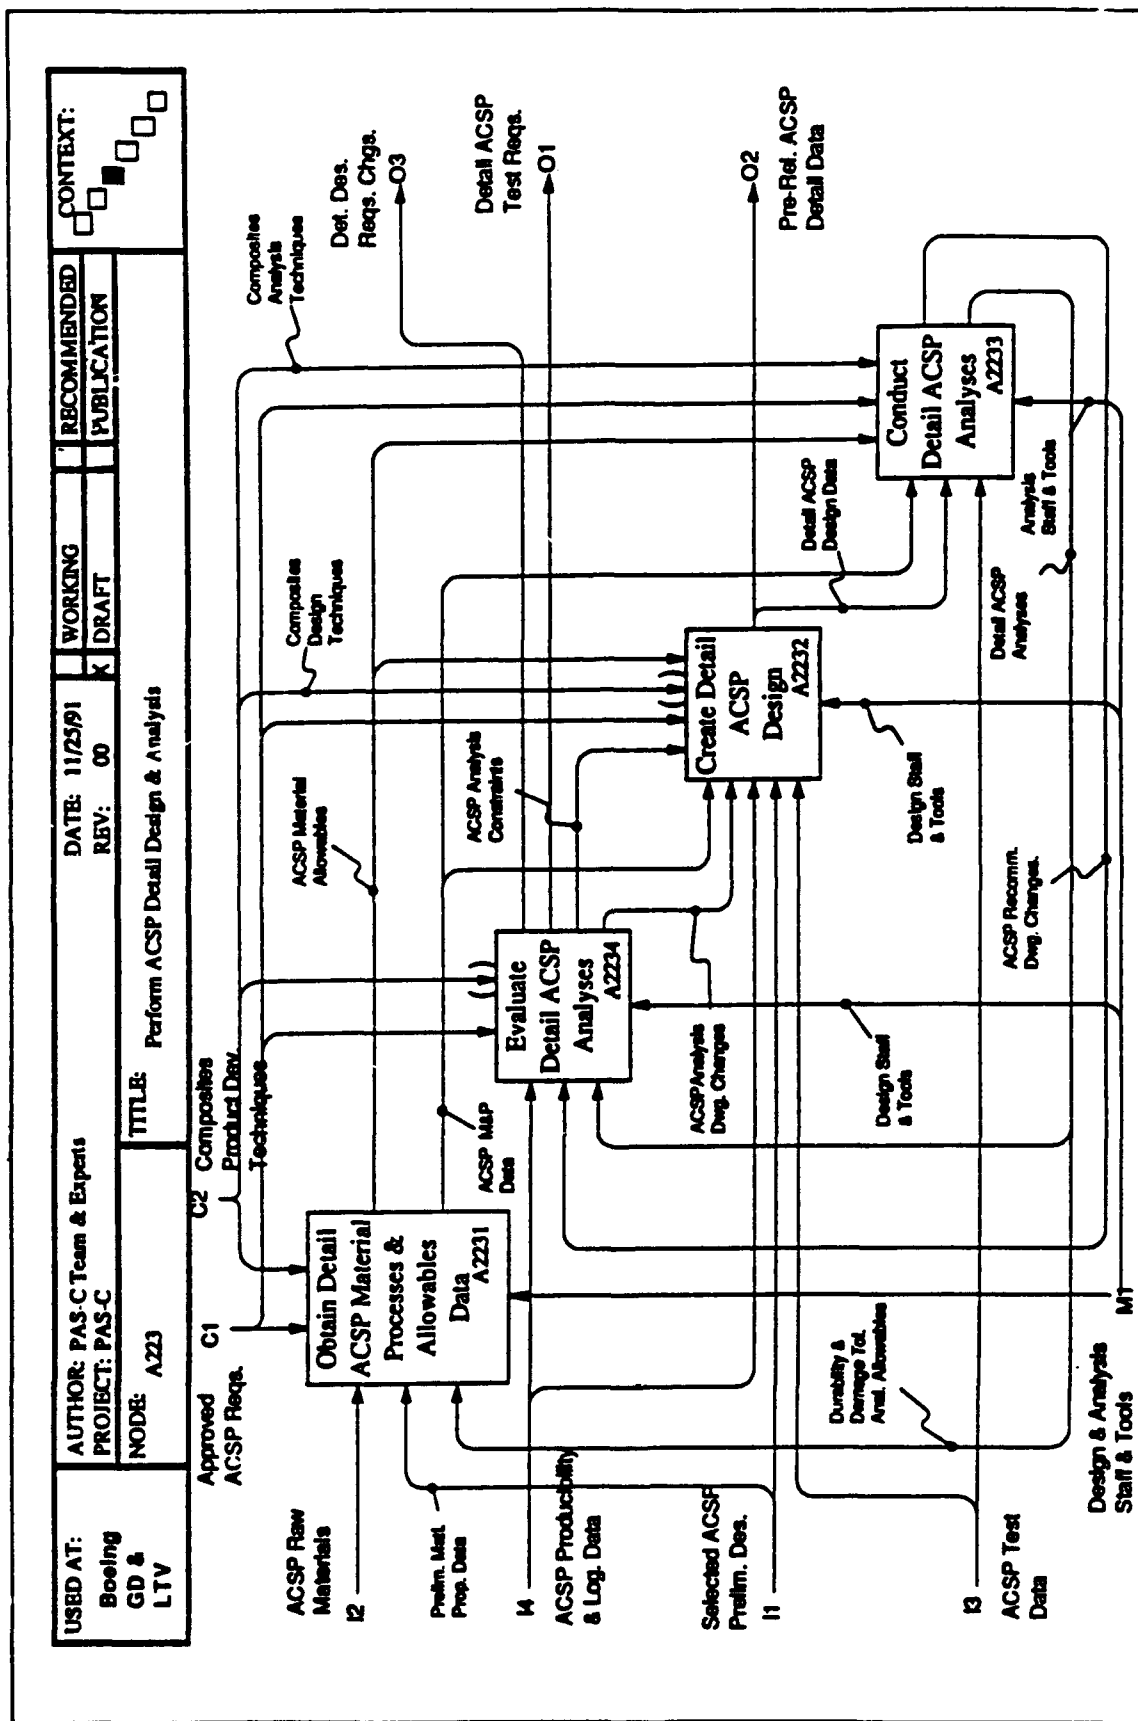 USED AT:
Boeing
GD &
LTV
AUTHOR: PAS-C Team & Experts
PROJECT: PAS-C
DATE: 11/25/91
REV: 00
WORKING
X DRAFT
RECOMMENDED
PUBLICATION
CONTEXT:
NODE: A223
TITLE: Perform ACSP Detail Design & Analysis
Approved
ACSP Reqs.
C1
C2
Composites
Product Dev.
Techniques
Composites
Analysis
Techniques
Composites
Design
Techniques
ACSP Material
Allowables
ACSP Raw
Materials
I2
Prelim. Mat.
Prop. Data
Obtain Detail
ACSP Material
Processes &
Allowables
Data
A2231
ACSP M&P
Data
I4
ACSP Producibility
& Log. Data
Evaluate
Detail ACSP
Analyses
A2234
ACSP Analysis
Constraints
ACSP Analysis
Dwg. Changes
Selected ACSP
Prelim. Des.
I1
Create Detail
ACSP
Design
A2232
Detail ACSP
Design Data
Conduct
Detail ACSP
Analyses
A2233
Det. Des.
Reqs. Chgs.
O3
Detail ACSP
Test Reqs.
O1
O2
Pre-Rel. ACSP
Detail Data
Durability &
Damage Tol.
Anal. Allowables
Design Staff
& Tools
Design Staff
& Tools
Analysis
Staff & Tools
Detail ACSP
Analyses
ACSP Recomm.
Dwg. Changes.
I3
ACSP Test
Data
M1
Design & Analysis
Staff & Tools